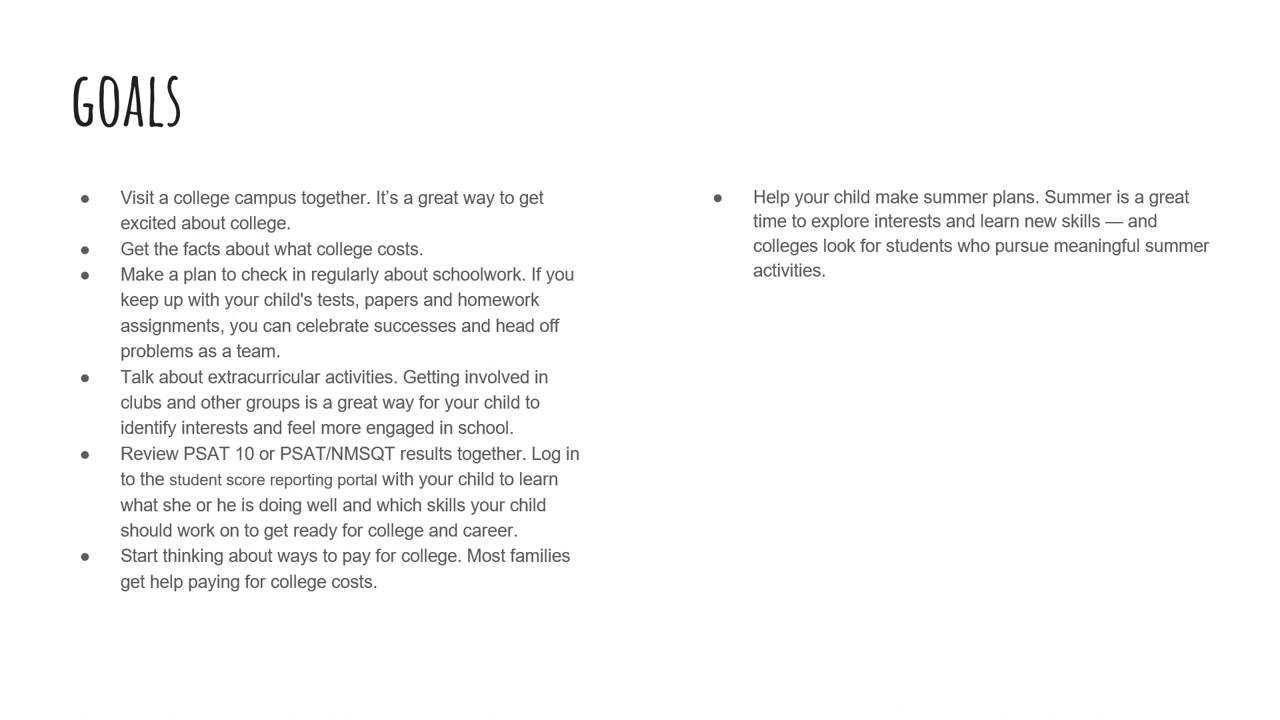 GOALS
● Visit a college campus together. It’s a great way to get
excited about college.
● Get the facts about what college costs.
● Make a plan to check in regularly about schoolwork. If you
keep up with your child's tests, papers and homework
assignments, you can celebrate successes and head off
problems as a team.
● Talk about extracurricular activities. Getting involved in
clubs and other groups is a great way for your child to
identify interests and feel more engaged in school.
● Review PSAT 10 or PSAT/NMSQT results together. Log in
to the student score reporting portal with your child to learn
what she or he is doing well and which skills your child
should work on to get ready for college and career.
● Start thinking about ways to pay for college. Most families
get help paying for college costs.
● Help your child make summer plans. Summer is a great
time to explore interests and learn new skills — and
colleges look for students who pursue meaningful summer
activities.